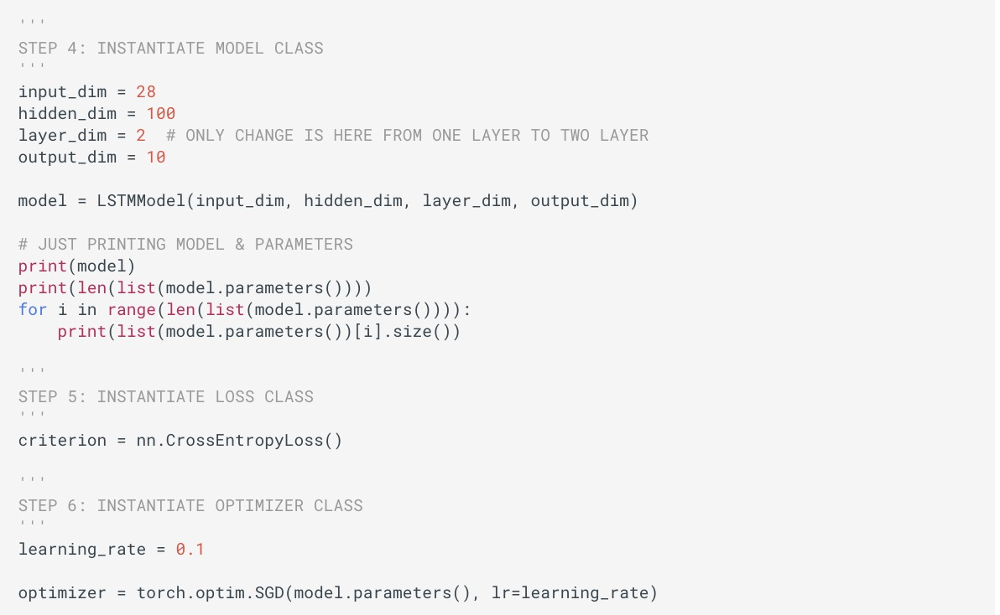 '''
STEP 4: INSTANTIATE MODEL CLASS
'''
input_dim = 28
hidden_dim = 100
layer_dim = 2  # ONLY CHANGE IS HERE FROM ONE LAYER TO TWO LAYER
output_dim = 10

model = LSTMModel(input_dim, hidden_dim, layer_dim, output_dim)

# JUST PRINTING MODEL & PARAMETERS
print(model)
print(len(list(model.parameters())))
for i in range(len(list(model.parameters()))):
    print(list(model.parameters())[i].size())

'''
STEP 5: INSTANTIATE LOSS CLASS
'''
criterion = nn.CrossEntropyLoss()

'''
STEP 6: INSTANTIATE OPTIMIZER CLASS
'''
learning_rate = 0.1

optimizer = torch.optim.SGD(model.parameters(), lr=learning_rate)